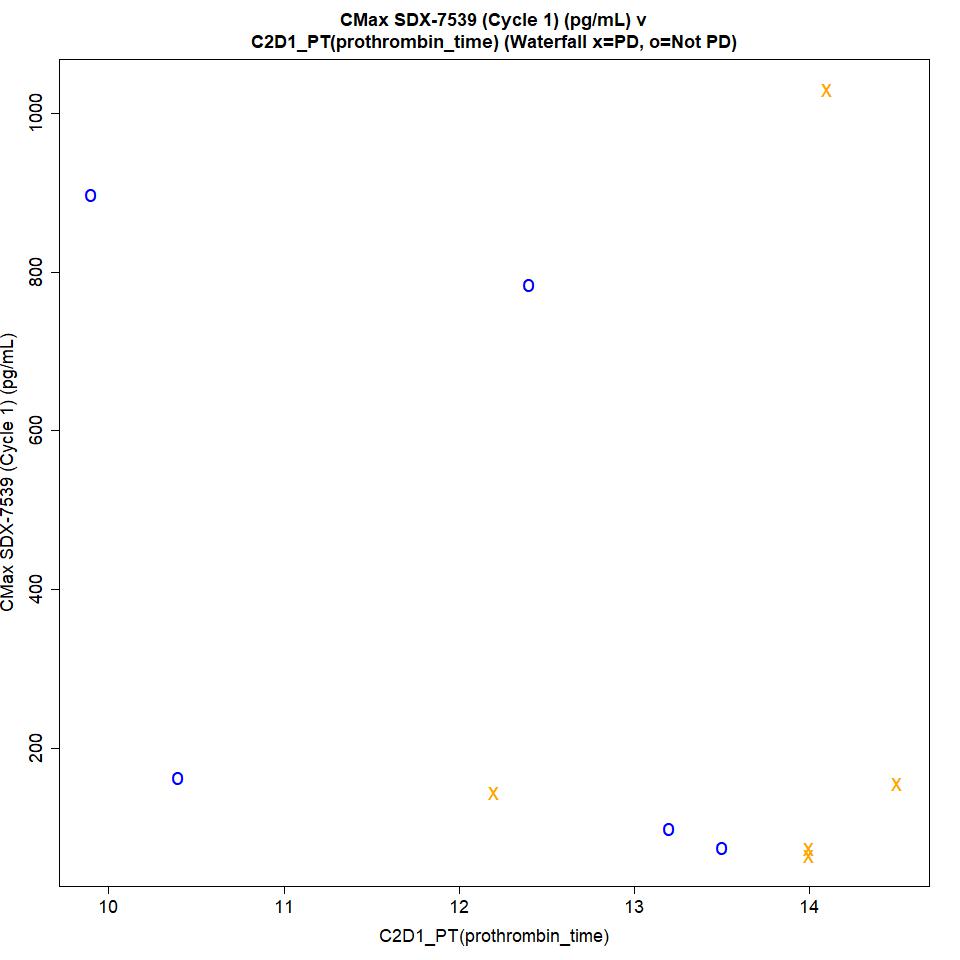 CMax SDX-7539 (Cycle 1) (pg/mL) v
C2D1_PT(prothrombin_time) (Waterfall x=PD, o=Not PD)
CMax SDX-7539 (Cycle 1) (pg/mL)
1000
800
600
400
200
10 11 12 13 14
C2D1_PT(prothrombin_time)